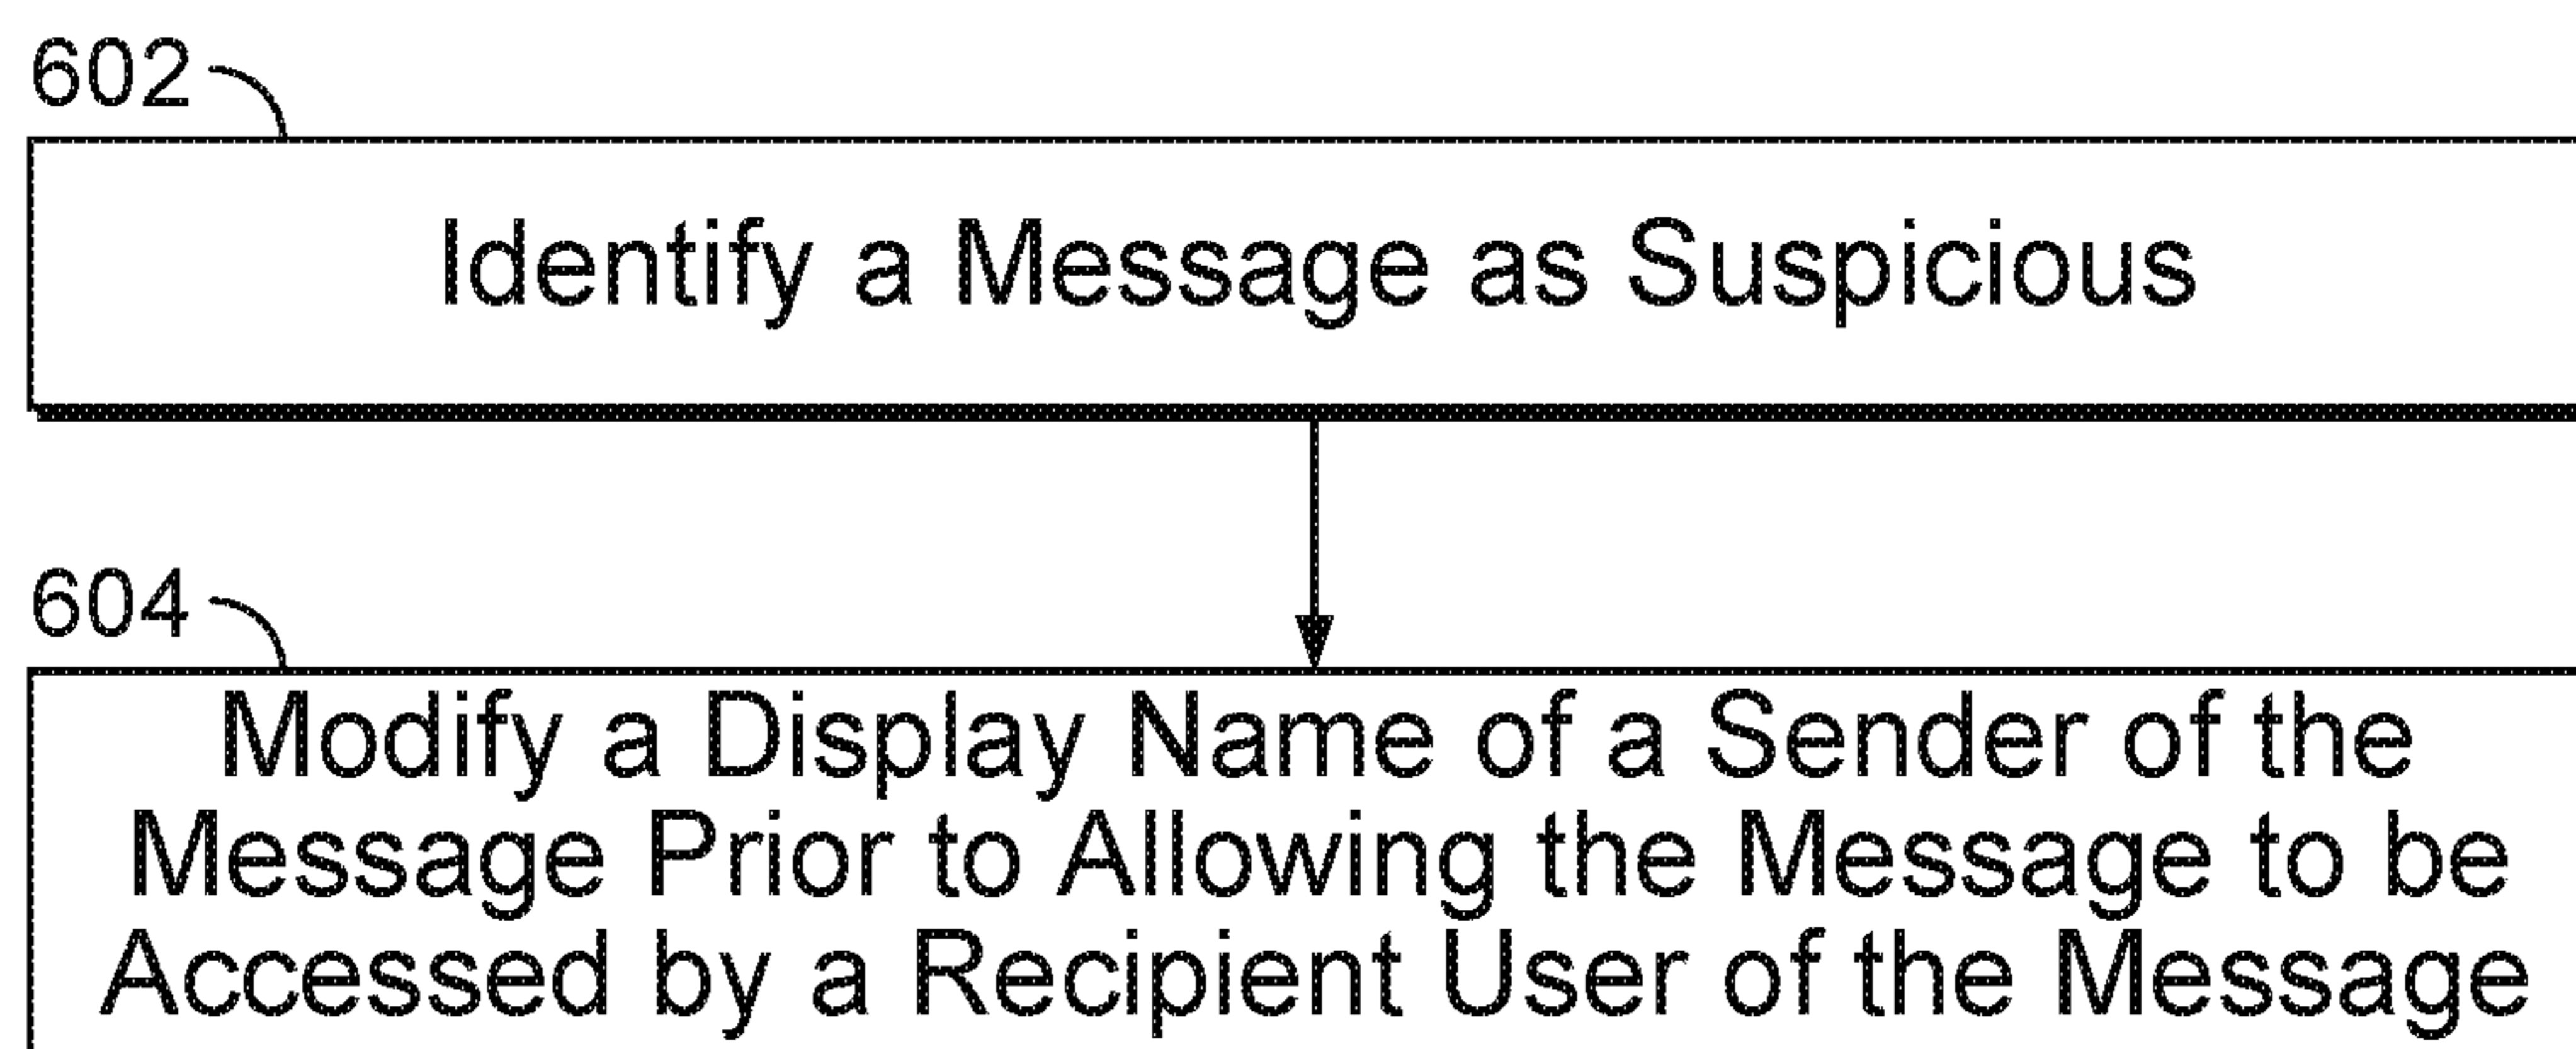 602
Identify a Message as Suspicious
604
Modify a Display Name of a Sender of the
Message Prior to Allowing the Message to be
Accessed by a Recipient User of the Message